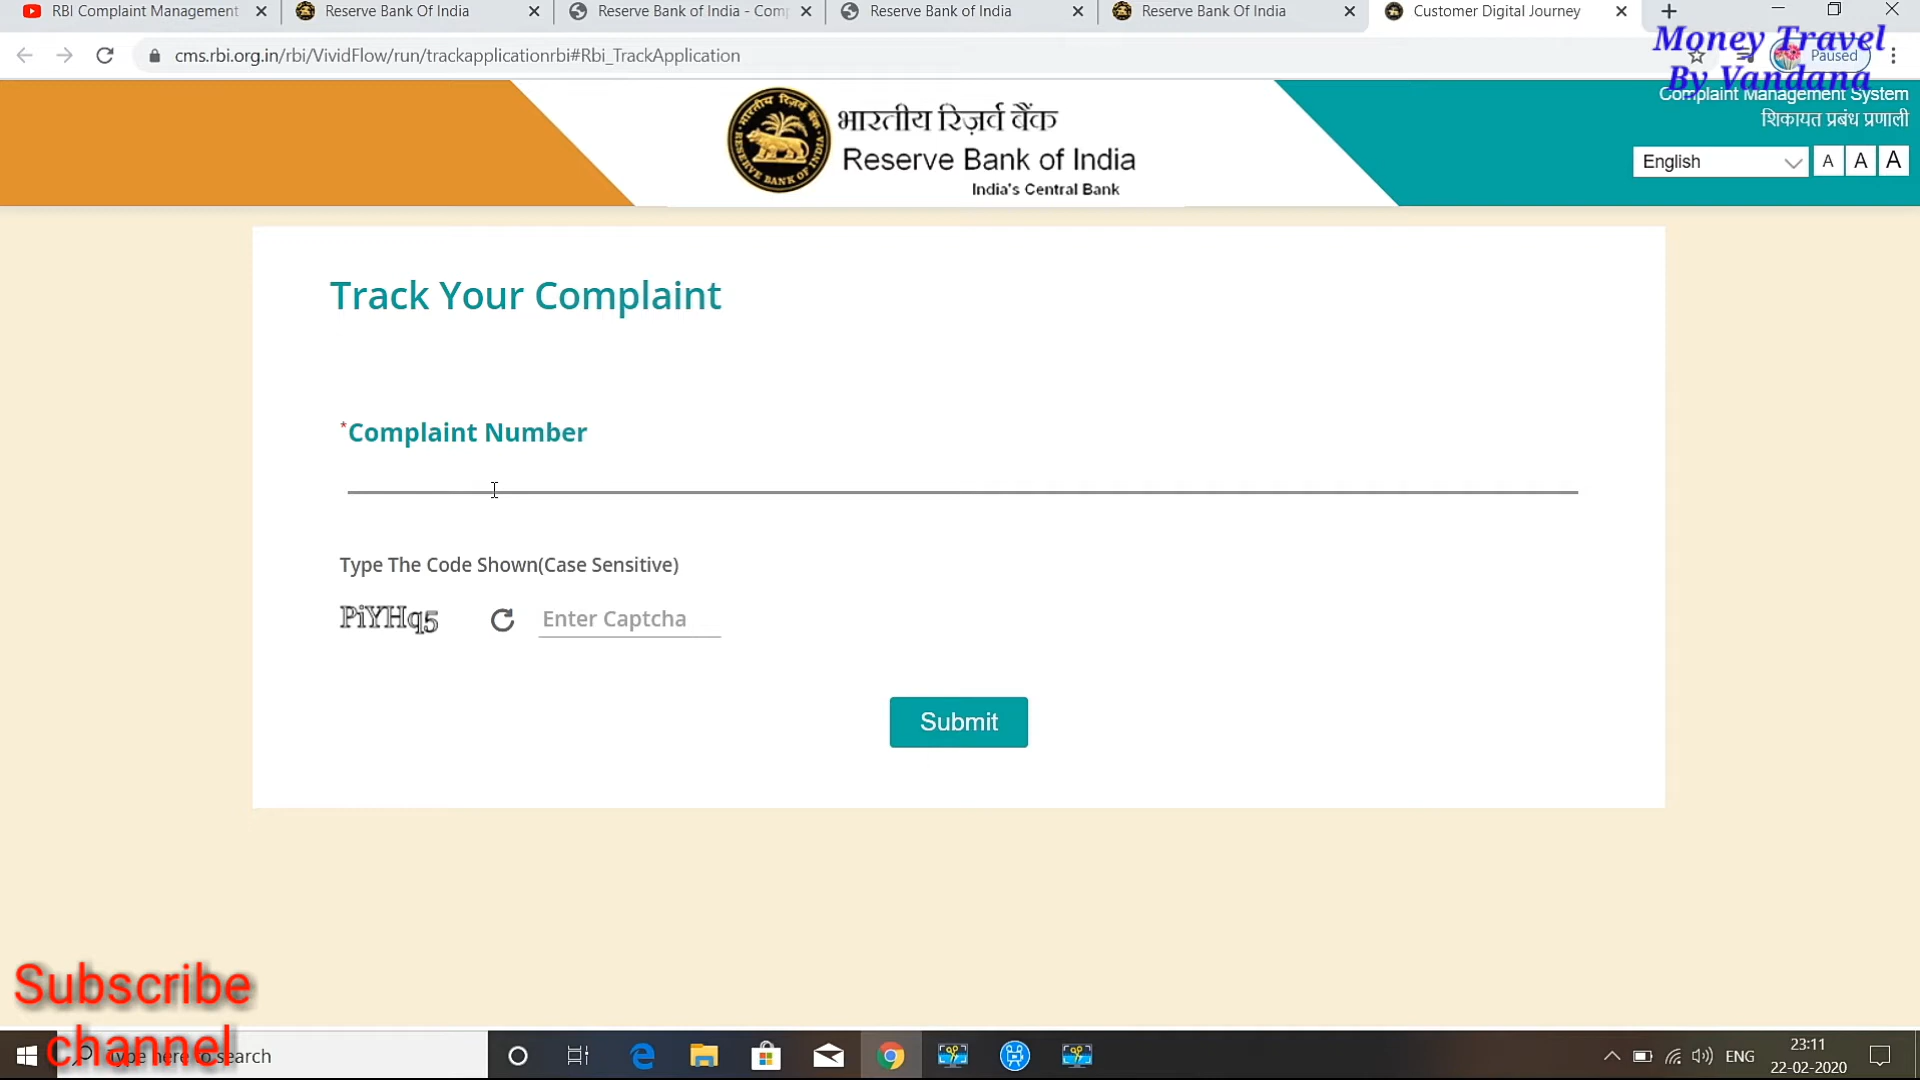 RBI Complaint Management
Reserve Bank Of India
Reserve Bank of India - Comp
Reserve Bank of India
Reserve Bank Of India
Customer Digital Journey
cms.rbi.org.in/rbi/VividFlow/run/trackapplicationrbi#Rbi_TrackApplication
Paused
Money Travel
By Vandana
भारतीय रिज़र्व बैंक
Reserve Bank of India
India's Central Bank
Complaint Management System
शिकायत प्रबंध प्रणाली
English
A A A
Track Your Complaint
*Complaint Number
Type The Code Shown(Case Sensitive)
PiYHq5
Enter Captcha
Submit
Subscribe
channel
Type here to search
ENG
23:11
22-02-2020